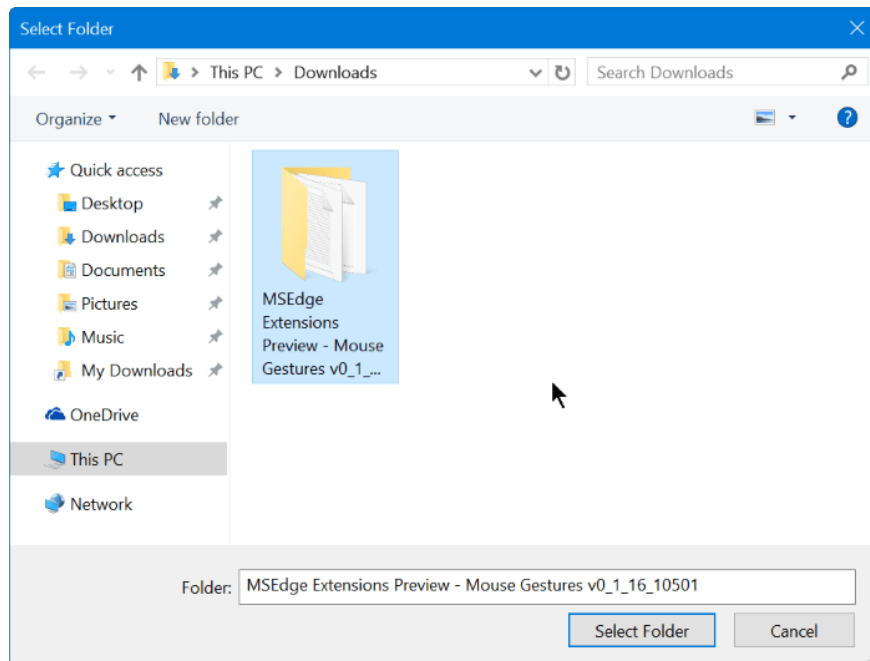 Select Folder
This PC > Downloads
Search Downloads
Organize
New folder
?
Quick access
Desktop
Downloads
Documents
Pictures
Music
My Downloads
OneDrive
This PC
Network
MSEdge
Extensions
Preview - Mouse
Gestures v0_1_...
Folder: MSEdge Extensions Preview - Mouse Gestures v0_1_16_10501
Select Folder
Cancel